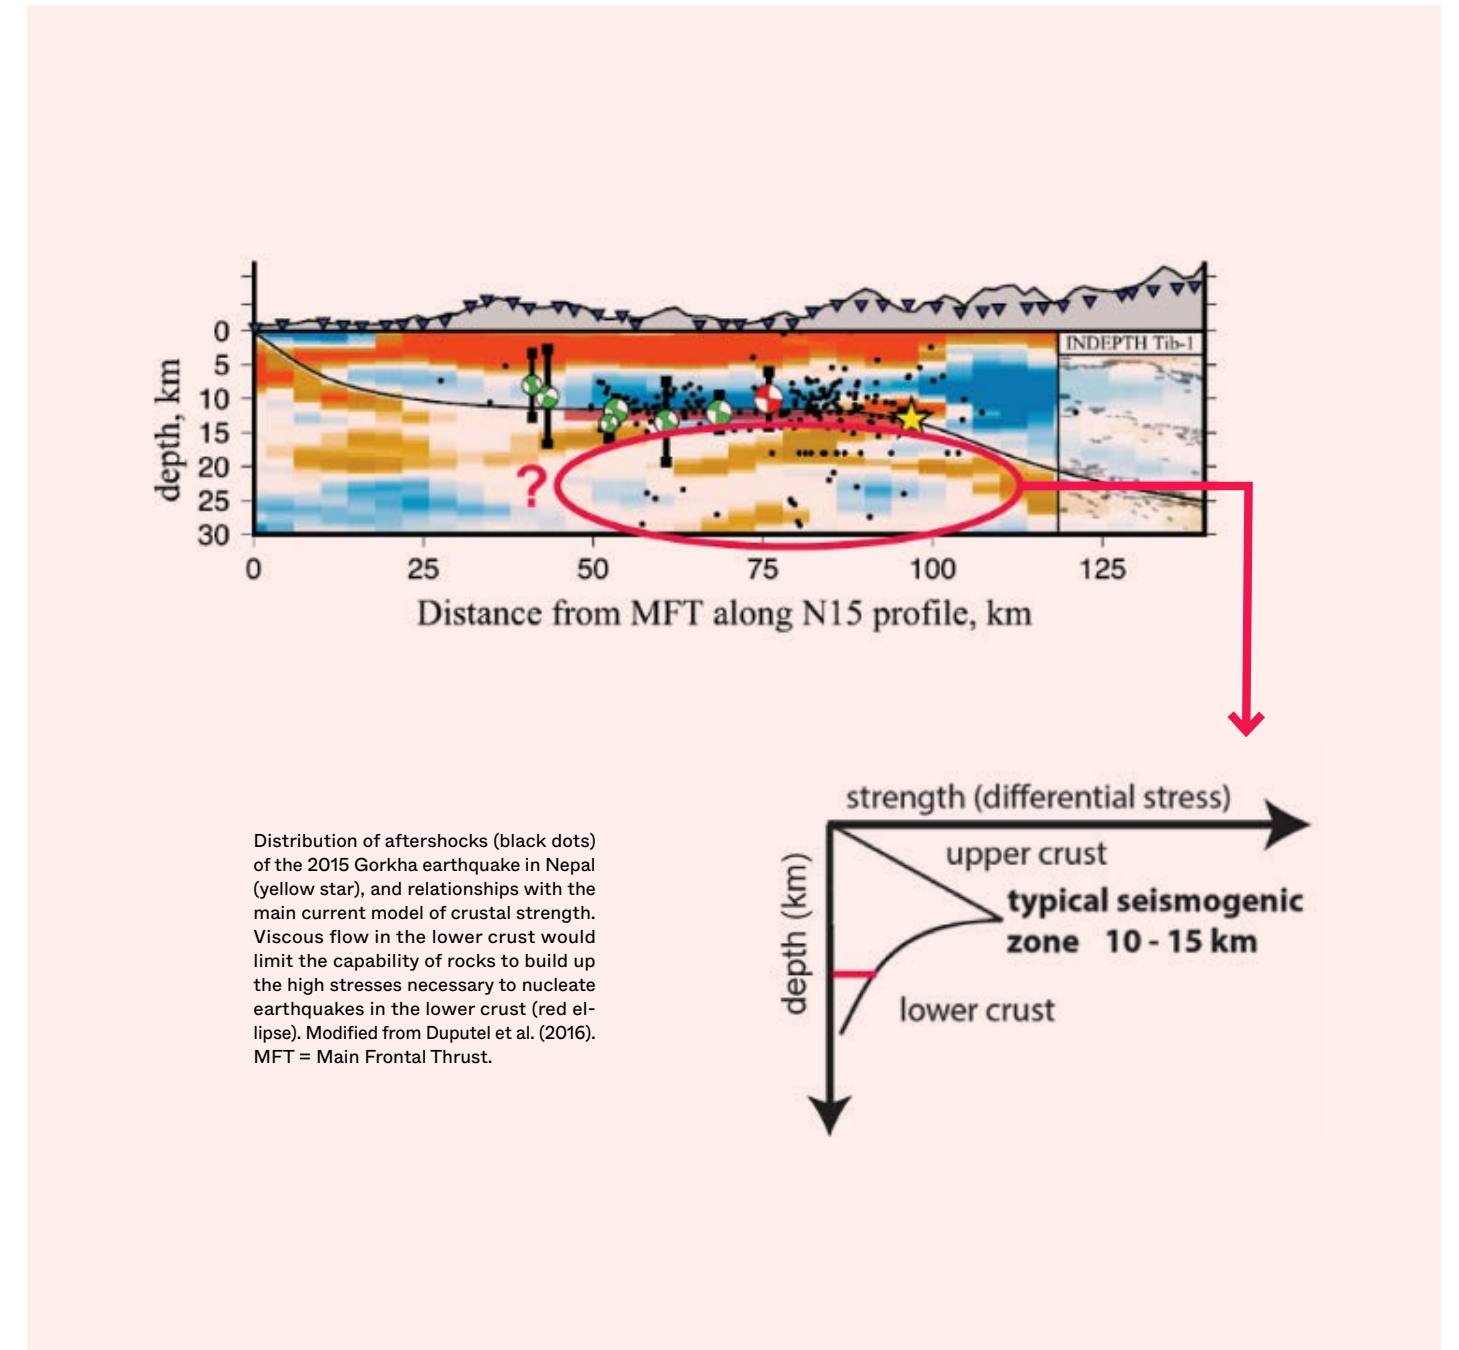 INDEPTH Tib-1
0
5
10
15
20
25
30
depth, km
?
0 25 50 75 100 125
Distance from MFT along N15 profile, km
Distribution of aftershocks (black dots)
of the 2015 Gorkha earthquake in Nepal
(yellow star), and relationships with the
main current model of crustal strength.
Viscous flow in the lower crust would
limit the capability of rocks to build up
the high stresses necessary to nucleate
earthquakes in the lower crust (red el-
lipse). Modified from Duputel et al. (2016).
MFT = Main Frontal Thrust.
strength (differential stress)
depth (km)
upper crust
typical seismogenic
zone 10 - 15 km
lower crust